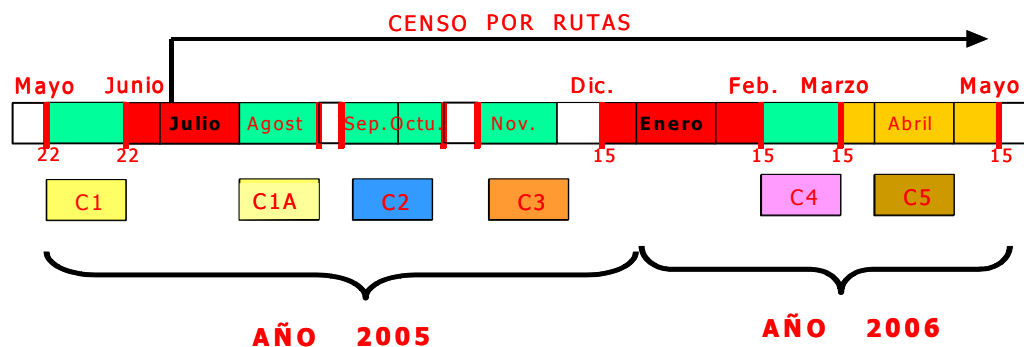 CENSO POR RUTAS
Mayo Junio Dic. Feb. Marzo Mayo
Julio Agost Sep. Octu. Nov. Enero Abril
22 22 15 15 15 15
C1 C1A C2 C3 C4 C5
AÑO 2005 AÑO 2006